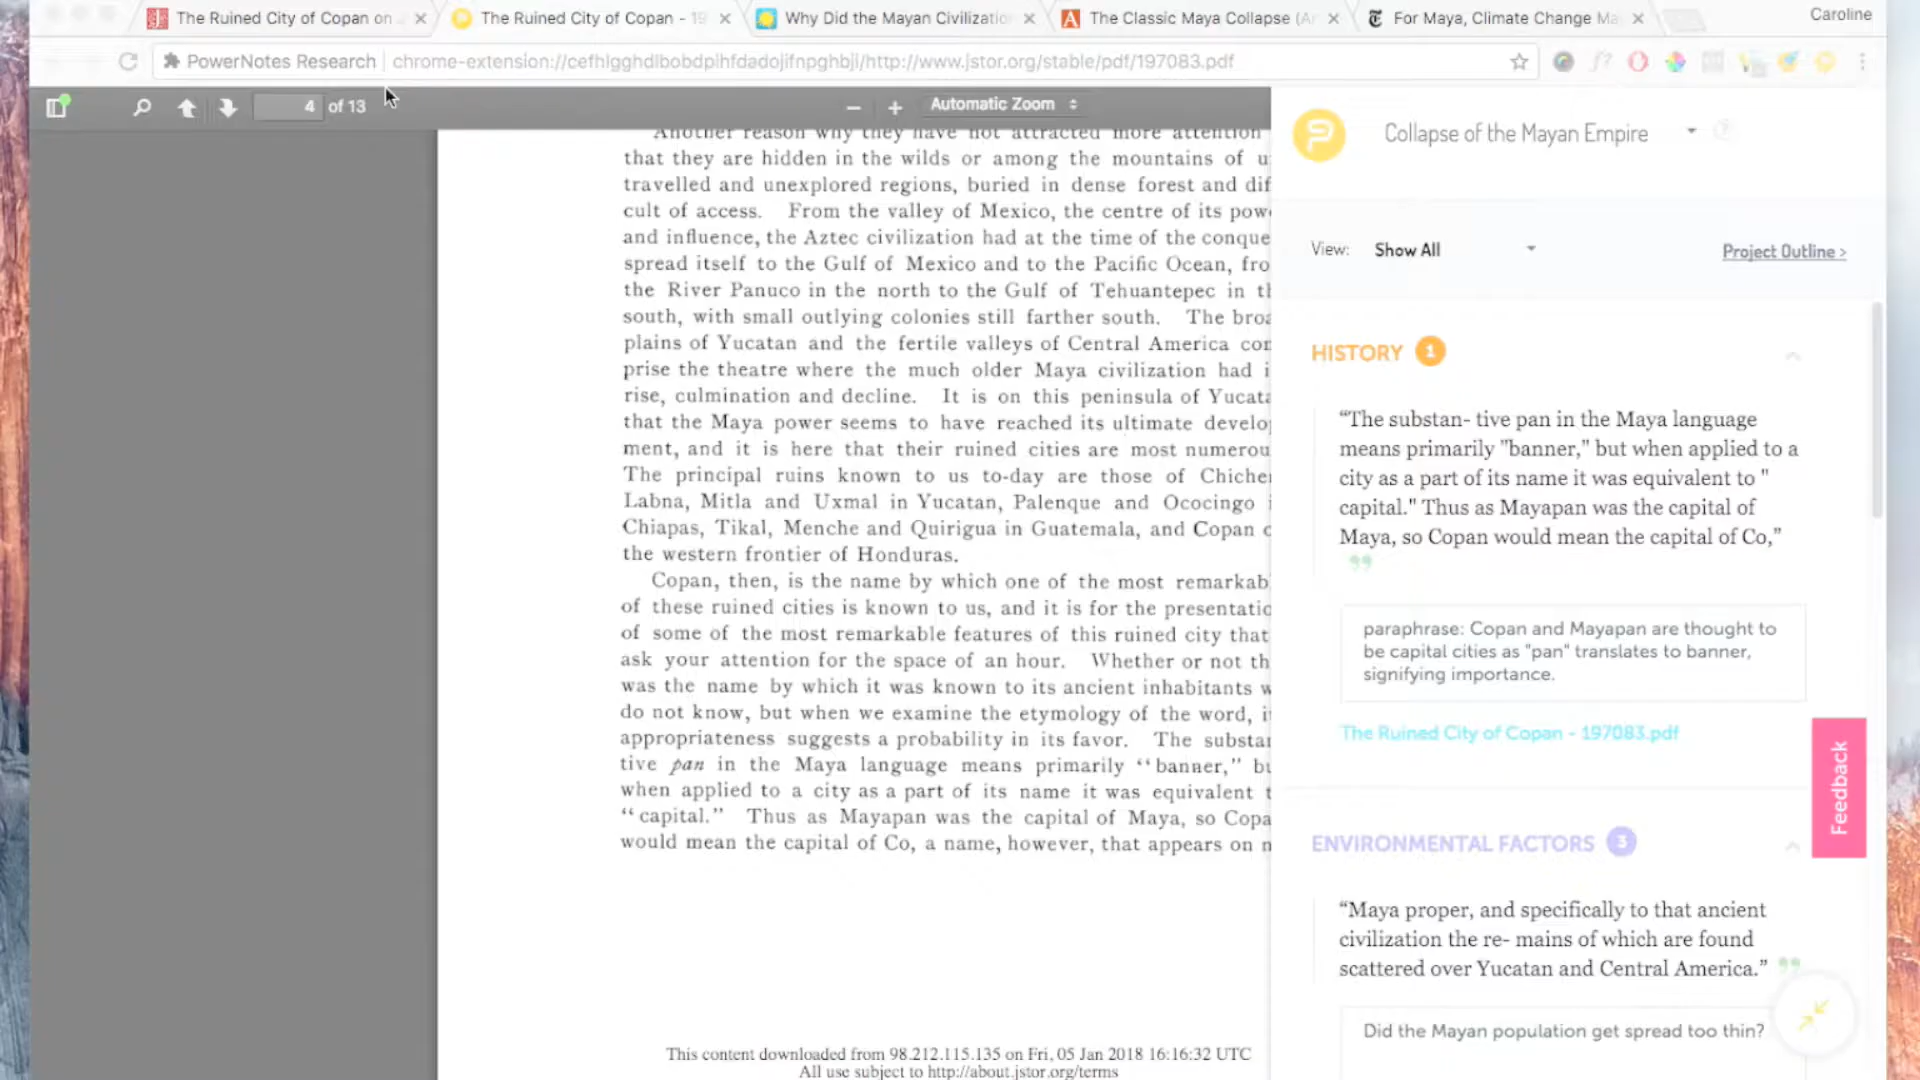 The Ruined City of Copan on
The Ruined City of Copan - 19
Why Did the Mayan Civilizatio
The Classic Maya Collapse (A
For Maya, Climate Change Ma
Caroline
PowerNotes Research
chrome-extension://cefhlgghdlbobdplhfdadojifnpghbji/http://www.jstor.org/stable/pdf/197083.pdf
4 of 13
Automatic Zoom
Another reason why they have not attracted more attention
that they are hidden in the wilds or among the mountains of u
travelled and unexplored regions, buried in dense forest and dif
cult of access. From the valley of Mexico, the centre of its pow
and influence, the Aztec civilization had at the time of the conque
spread itself to the Gulf of Mexico and to the Pacific Ocean, fro
the River Panuco in the north to the Gulf of Tehuantepec in th
south, with small outlying colonies still farther south. The broa
plains of Yucatan and the fertile valleys of Central America com
prise the theatre where the much older Maya civilization had i
rise, culmination and decline. It is on this peninsula of Yucata
that the Maya power seems to have reached its ultimate develop
ment, and it is here that their ruined cities are most numerou
The principal ruins known to us to-day are those of Chichen
Labna, Mitla and Uxmal in Yucatan, Palenque and Ococingo i
Chiapas, Tikal, Menche and Quirigua in Guatemala, and Copan o
the western frontier of Honduras.
Copan, then, is the name by which one of the most remarkab
of these ruined cities is known to us, and it is for the presentatio
of some of the most remarkable features of this ruined city that
ask your attention for the space of an hour. Whether or not th
was the name by which it was known to its ancient inhabitants w
do not know, but when we examine the etymology of the word, it
appropriateness suggests a probability in its favor. The substan
tive pan in the Maya language means primarily “banner,” bu
when applied to a city as a part of its name it was equivalent t
“capital.” Thus as Mayapan was the capital of Maya, so Copa
would mean the capital of Co, a name, however, that appears on n
This content downloaded from 98.212.115.135 on Fri, 05 Jan 2018 16:16:32 UTC
All use subject to http://about.jstor.org/terms
Collapse of the Mayan Empire
View: Show All
Project Outline >
HISTORY 1
“The substan- tive pan in the Maya language
means primarily "banner," but when applied to a
city as a part of its name it was equivalent to "
capital." Thus as Mayapan was the capital of
Maya, so Copan would mean the capital of Co,”
paraphrase: Copan and Mayapan are thought to
be capital cities as "pan" translates to banner,
signifying importance.
The Ruined City of Copan - 197083.pdf
Feedback
ENVIRONMENTAL FACTORS 3
“Maya proper, and specifically to that ancient
civilization the re- mains of which are found
scattered over Yucatan and Central America.”
Did the Mayan population get spread too thin?